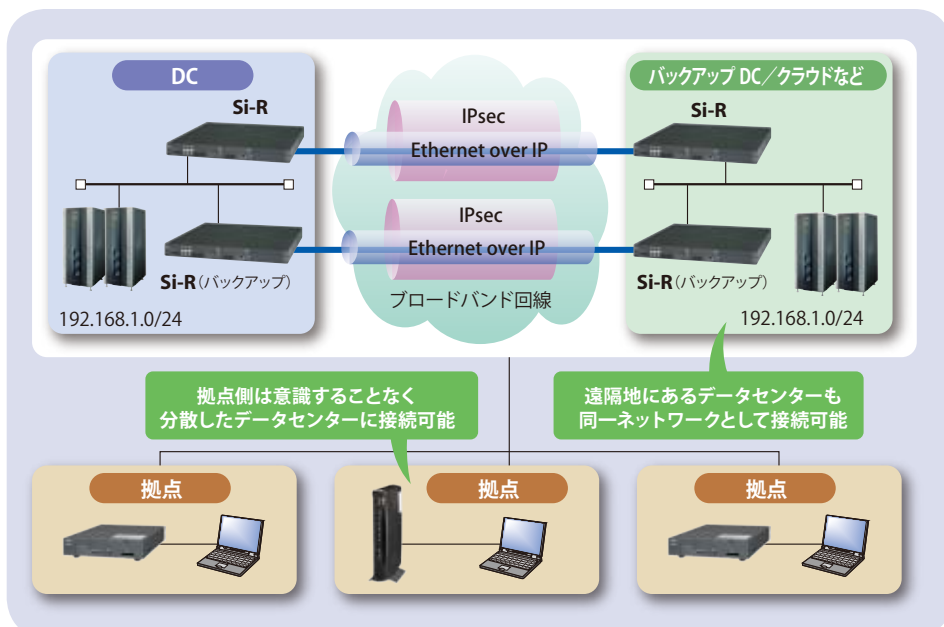 DC
バックアップ DC／クラウドなど
Si-R
IPsec
Si-R
Ethernet over IP
IPsec
Ethernet over IP
Si-R（バックアップ）
Si-R（バックアップ）
ブロードバンド回線
192.168.1.0/24
192.168.1.0/24
拠点側は意識することなく
分散したデータセンターに接続可能
遠隔地にあるデータセンターも
同一ネットワークとして接続可能
拠点
拠点
拠点